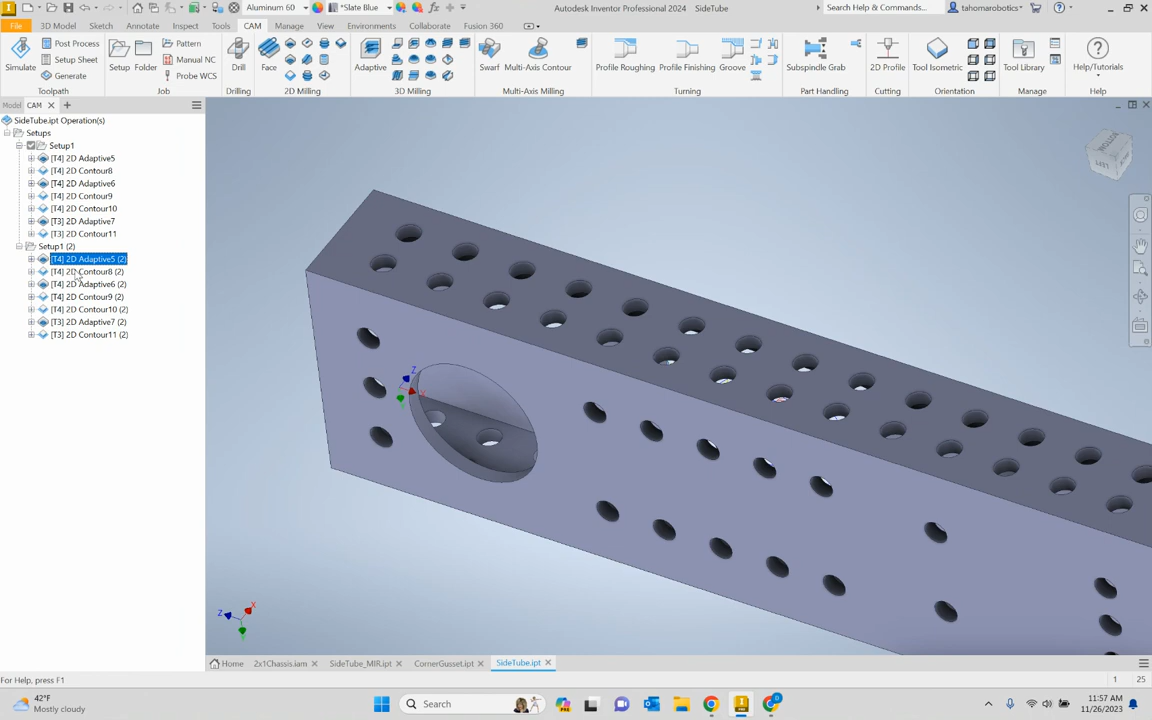 Aluminum 60
*Slate Blue
Autodesk Inventor Professional 2024
SideTube
Search Help & Commands...
tahomarobotics
File
3D Model
Sketch
Annotate
Inspect
Tools
CAM
Manage
View
Environments
Collaborate
Fusion 360
Simulate
Post Process
Setup Sheet
Generate
Toolpath
Setup
Folder
Pattern
Manual NC
Probe WCS
Job
Drill
Drilling
Face
2D Milling
Adaptive
3D Milling
Swarf
Multi-Axis Contour
Multi-Axis Milling
Profile Roughing
Profile Finishing
Groove
Turning
Subspindle Grab
Part Handling
2D Profile
Cutting
Tool Isometric
Orientation
Tool Library
Manage
Help/Tutorials
Help
Model
CAM
SideTube.ipt Operation(s)
Setups
Setup1
[T4] 2D Adaptive5
[T4] 2D Contour8
[T4] 2D Adaptive6
[T4] 2D Contour9
[T4] 2D Contour10
[T3] 2D Adaptive7
[T3] 2D Contour11
Setup1 (2)
[T4] 2D Adaptive5 (2)
[T4] 2D Contour8 (2)
[T4] 2D Adaptive6 (2)
[T4] 2D Contour9 (2)
[T4] 2D Contour10 (2)
[T3] 2D Adaptive7 (2)
[T3] 2D Contour11 (2)
LEFT
Z
X
Z
X
Home
2x1Chassis.iam
SideTube_MIR.ipt
CornerGusset.ipt
SideTube.ipt
For Help, press F1
1
25
42°F
Mostly cloudy
Search
11:57 AM
11/26/2023